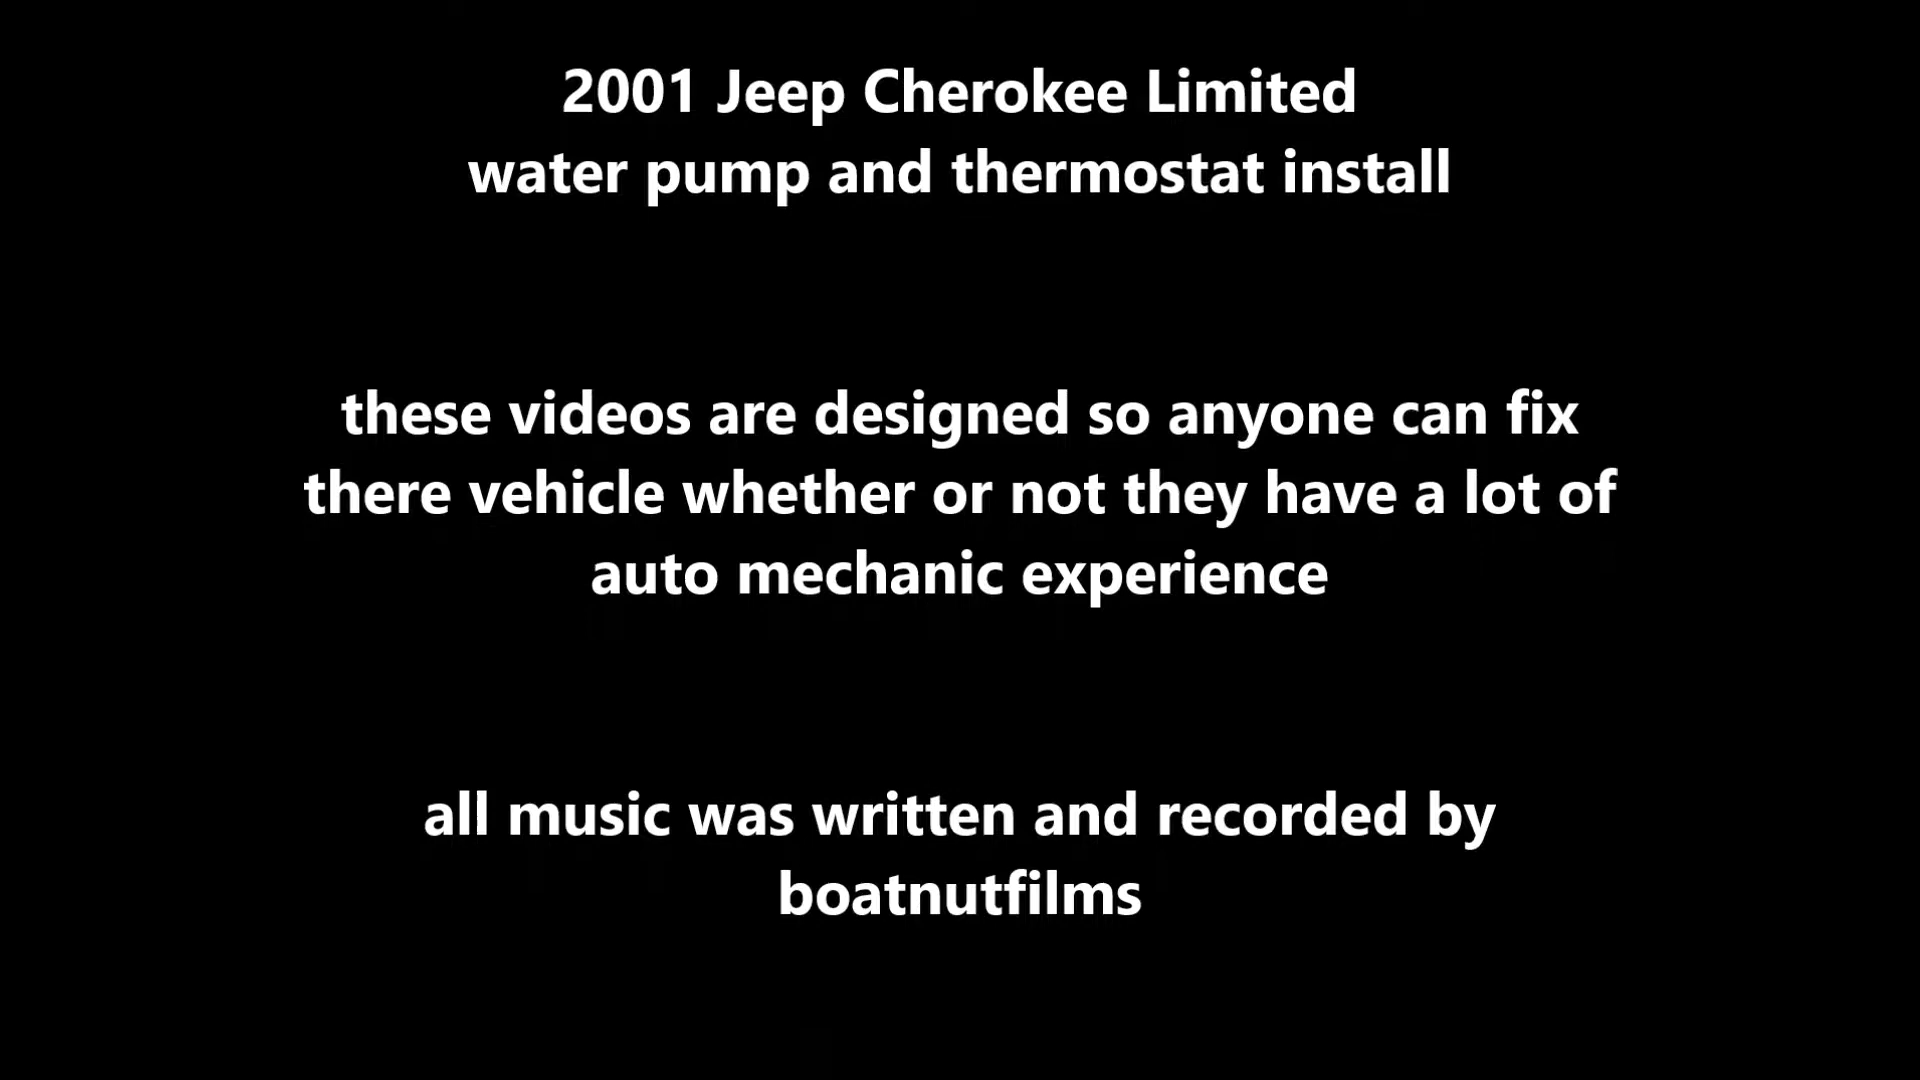 2001 Jeep Cherokee Limited
water pump and thermostat install
these videos are designed so anyone can fix
there vehicle whether or not they have a lot of
auto mechanic experience
all music was written and recorded by
boatnutfilms